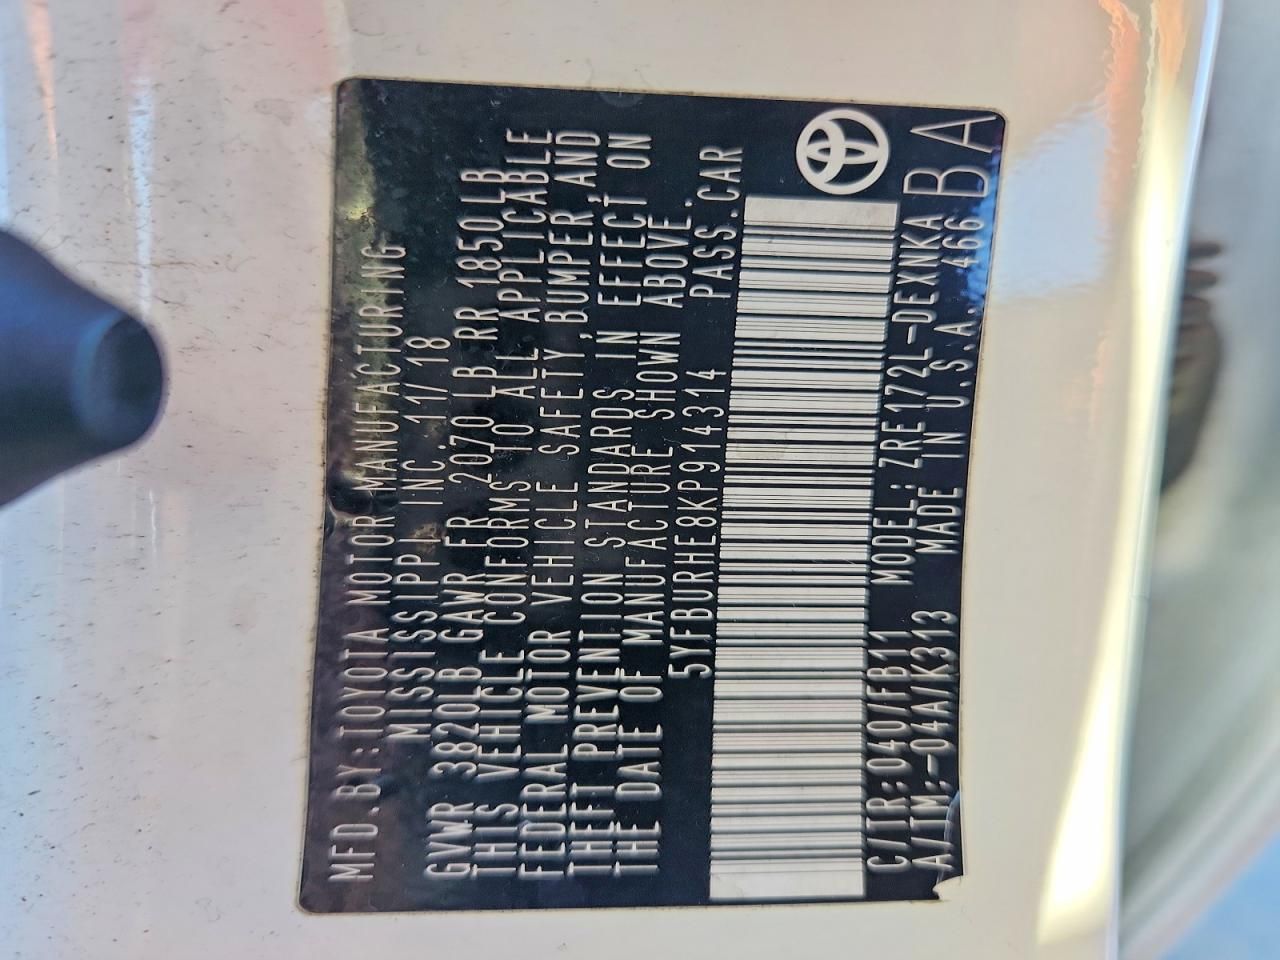 MFD.BY:TOYOTA MOTOR MANUFACTURING
MISSISSIPPI INC. 11/18
GVWR 3820LB GAWR FR 2070 LB RR 1850LB
THIS VEHICLE CONFORMS TO ALL APPLICABLE
FEDERAL MOTOR VEHICLE SAFETY,BUMPER,AND
THEFT PREVENTION STANDARDS IN EFFECT ON
THE DATE OF MANUFACTURE SHOWN ABOVE.
5YFBURHE8KP914314 PASS.CAR
C/TR:040/FB11 MODEL:ZRE172L-DEXNKA
A/TM:-04A/K313 MADE IN U.S.A. 466 BA